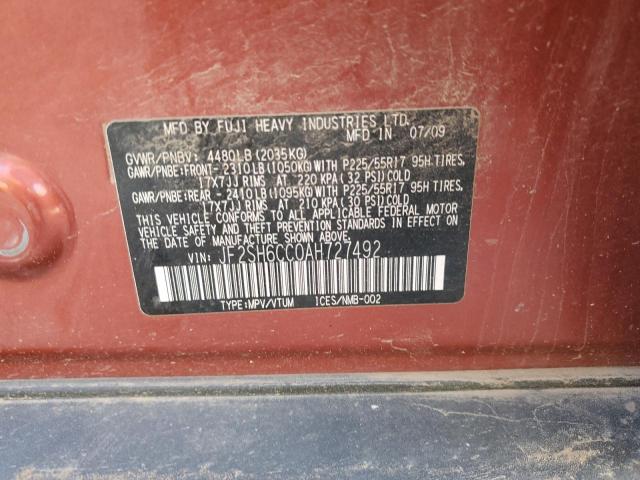 MFD BY FUJI HEAVY INDUSTRIES LTD.
MFD IN 07/09
GVWR/PNBV: 4480LB(2035KG)
GAWR/PNBE:FRONT- 2310LB(1050KG)WITH P225/55R17 95H TIRES,
17X7JJ RIMS AT 220 KPA( 32 PSI)COLD
GAWR/PNBE:REAR - 2410LB(1095KG)WITH P225/55R17 95H TIRES,
17X7JJ RIMS AT 210 KPA( 30 PSI)COLD
THIS VEHICLE CONFORMS TO ALL APPLICABLE FEDERAL MOTOR
VEHICLE SAFETY AND THEFT PREVENTION STANDARDS IN EFFECT ON
THE DATE OF MANUFACTURE SHOWN ABOVE.
VIN: JF2SH6CC0AH727492
TYPE:MPV/VTUM ICES/NMB-002